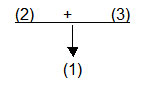 (2) + (3)
(1)